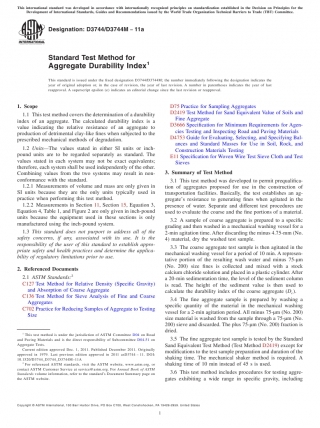 This international standard was developed in accordance with internationally recognized principles on standardization established in the Decision on Principles for the
Development of International Standards, Guides and Recommendations issued by the World Trade Organization Technical Barriers to Trade (TBT) Committee.
Designation: D3744/D3744M − 11a
INTERNATIONAL
Standard Test Method for
Aggregate Durability Index¹
This standard is issued under the fixed designation D3744/D3744M; the number immediately following the designation indicates the
year of original adoption or, in the case of revision, the year of last revision. A number in parentheses indicates the year of last
reapproval. A superscript epsilon (ε) indicates an editorial change since the last revision or reapproval.
1. Scope
1.1 This test method covers the determination of a durability
index of an aggregate. The calculated durability index is a
value indicating the relative resistance of an aggregate to
production of detrimental clay-like fines when subjected to the
prescribed mechanical methods of degradation.
1.2 Units—The values stated in either SI units or inch-
pound units are to be regarded separately as standard. The
values stated in each system may not be exact equivalents;
therefore, each system shall be used independently of the other.
Combining values from the two systems may result in non-
conformance with the standard.
1.2.1 Measurements of volume and mass are only given in
SI units because they are the only units typically used in
practice when performing this test method.
1.2.2 Measurements in Section 11, Section 15, Equation 3,
Equation 4, Table 1, and Figure 2 are only given in inch-pound
units because the equipment used in these sections is only
manufactured using the inch-pound system.
1.3 This standard does not purport to address all of the
safety concerns, if any, associated with its use. It is the
responsibility of the user of this standard to establish appro-
priate safety and health practices and determine the applica-
bility of regulatory limitations prior to use.
2. Referenced Documents
2.1 ASTM Standards:²
C127 Test Method for Relative Density (Specific Gravity)
and Absorption of Coarse Aggregate
C136 Test Method for Sieve Analysis of Fine and Coarse
Aggregates
C702 Practice for Reducing Samples of Aggregate to Testing
Size
¹ This test method is under the jurisdiction of ASTM Committee D04 on Road
and Paving Materials and is the direct responsibility of Subcommittee D04.51 on
Aggregate Tests.
Current edition approved Dec. 1, 2011. Published December 2011. Originally
approved in 1979. Last previous edition approved in 2011 as D3744 – 11. DOI:
10.1520/D3744_D3744M-11A.
² For referenced ASTM standards, visit the ASTM website, www.astm.org, or
contact ASTM Customer Service at service@astm.org. For Annual Book of ASTM
Standards volume information, refer to the standard's Document Summary page on
the ASTM website.
D75 Practice for Sampling Aggregates
D2419 Test Method for Sand Equivalent Value of Soils and
Fine Aggregate
D3666 Specification for Minimum Requirements for Agen-
cies Testing and Inspecting Road and Paving Materials
D4753 Guide for Evaluating, Selecting, and Specifying Bal-
ances and Standard Masses for Use in Soil, Rock, and
Construction Materials Testing
E11 Specification for Woven Wire Test Sieve Cloth and Test
Sieves
3. Summary of Test Method
3.1 This test method was developed to permit prequalifica-
tion of aggregates proposed for use in the construction of
transportation facilities. Basically, the test establishes an ag-
gregate's resistance to generating fines when agitated in the
presence of water. Separate and different test procedures are
used to evaluate the coarse and the fine portions of a material.
3.2 A sample of coarse aggregate is prepared to a specific
grading and then washed in a mechanical washing vessel for a
2-min agitation time. After discarding the minus 4.75-mm (No.
4) material, dry the washed test sample.
3.3 The coarse aggregate test sample is then agitated in the
mechanical washing vessel for a period of 10 min. A represen-
tative portion of the resulting wash water and minus 75-µm
(No. 200) sieve size fines is collected and mixed with a stock
calcium chloride solution and placed in a plastic cylinder. After
a 20-min sedimentation time, the level of the sediment column
is read. The height of the sediment value is then used to
calculate the durability index of the coarse aggregate (Dc).
3.4 The fine aggregate sample is prepared by washing a
specific quantity of the material in the mechanical washing
vessel for a 2-min agitation period. All minus 75-µm (No. 200)
size material is washed from the sample through a 75-µm (No.
200) sieve and discarded. The plus 75-µm (No. 200) fraction is
dried.
3.5 The fine aggregate test sample is tested by the Standard
Sand Equivalent Test Method (Test Method D2419) except for
modifications to the test sample preparation and duration of the
shaking time. The mechanical shaker method is required. A
shaking time of 10 min instead of 45 s is used.
3.6 This test method includes procedures for testing aggre-
gates exhibiting a wide range in specific gravity, including
Copyright © ASTM International, 100 Barr Harbor Drive, PO Box C700, West Conshohocken, PA 19428-2959. United States
1